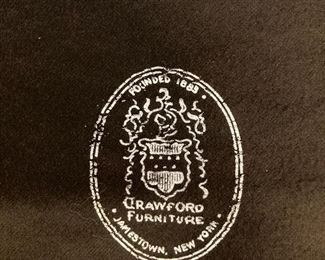 FOUNDED 1883
CRAWFORD
FURNITURE
• JAMESTOWN, NEW YORK •